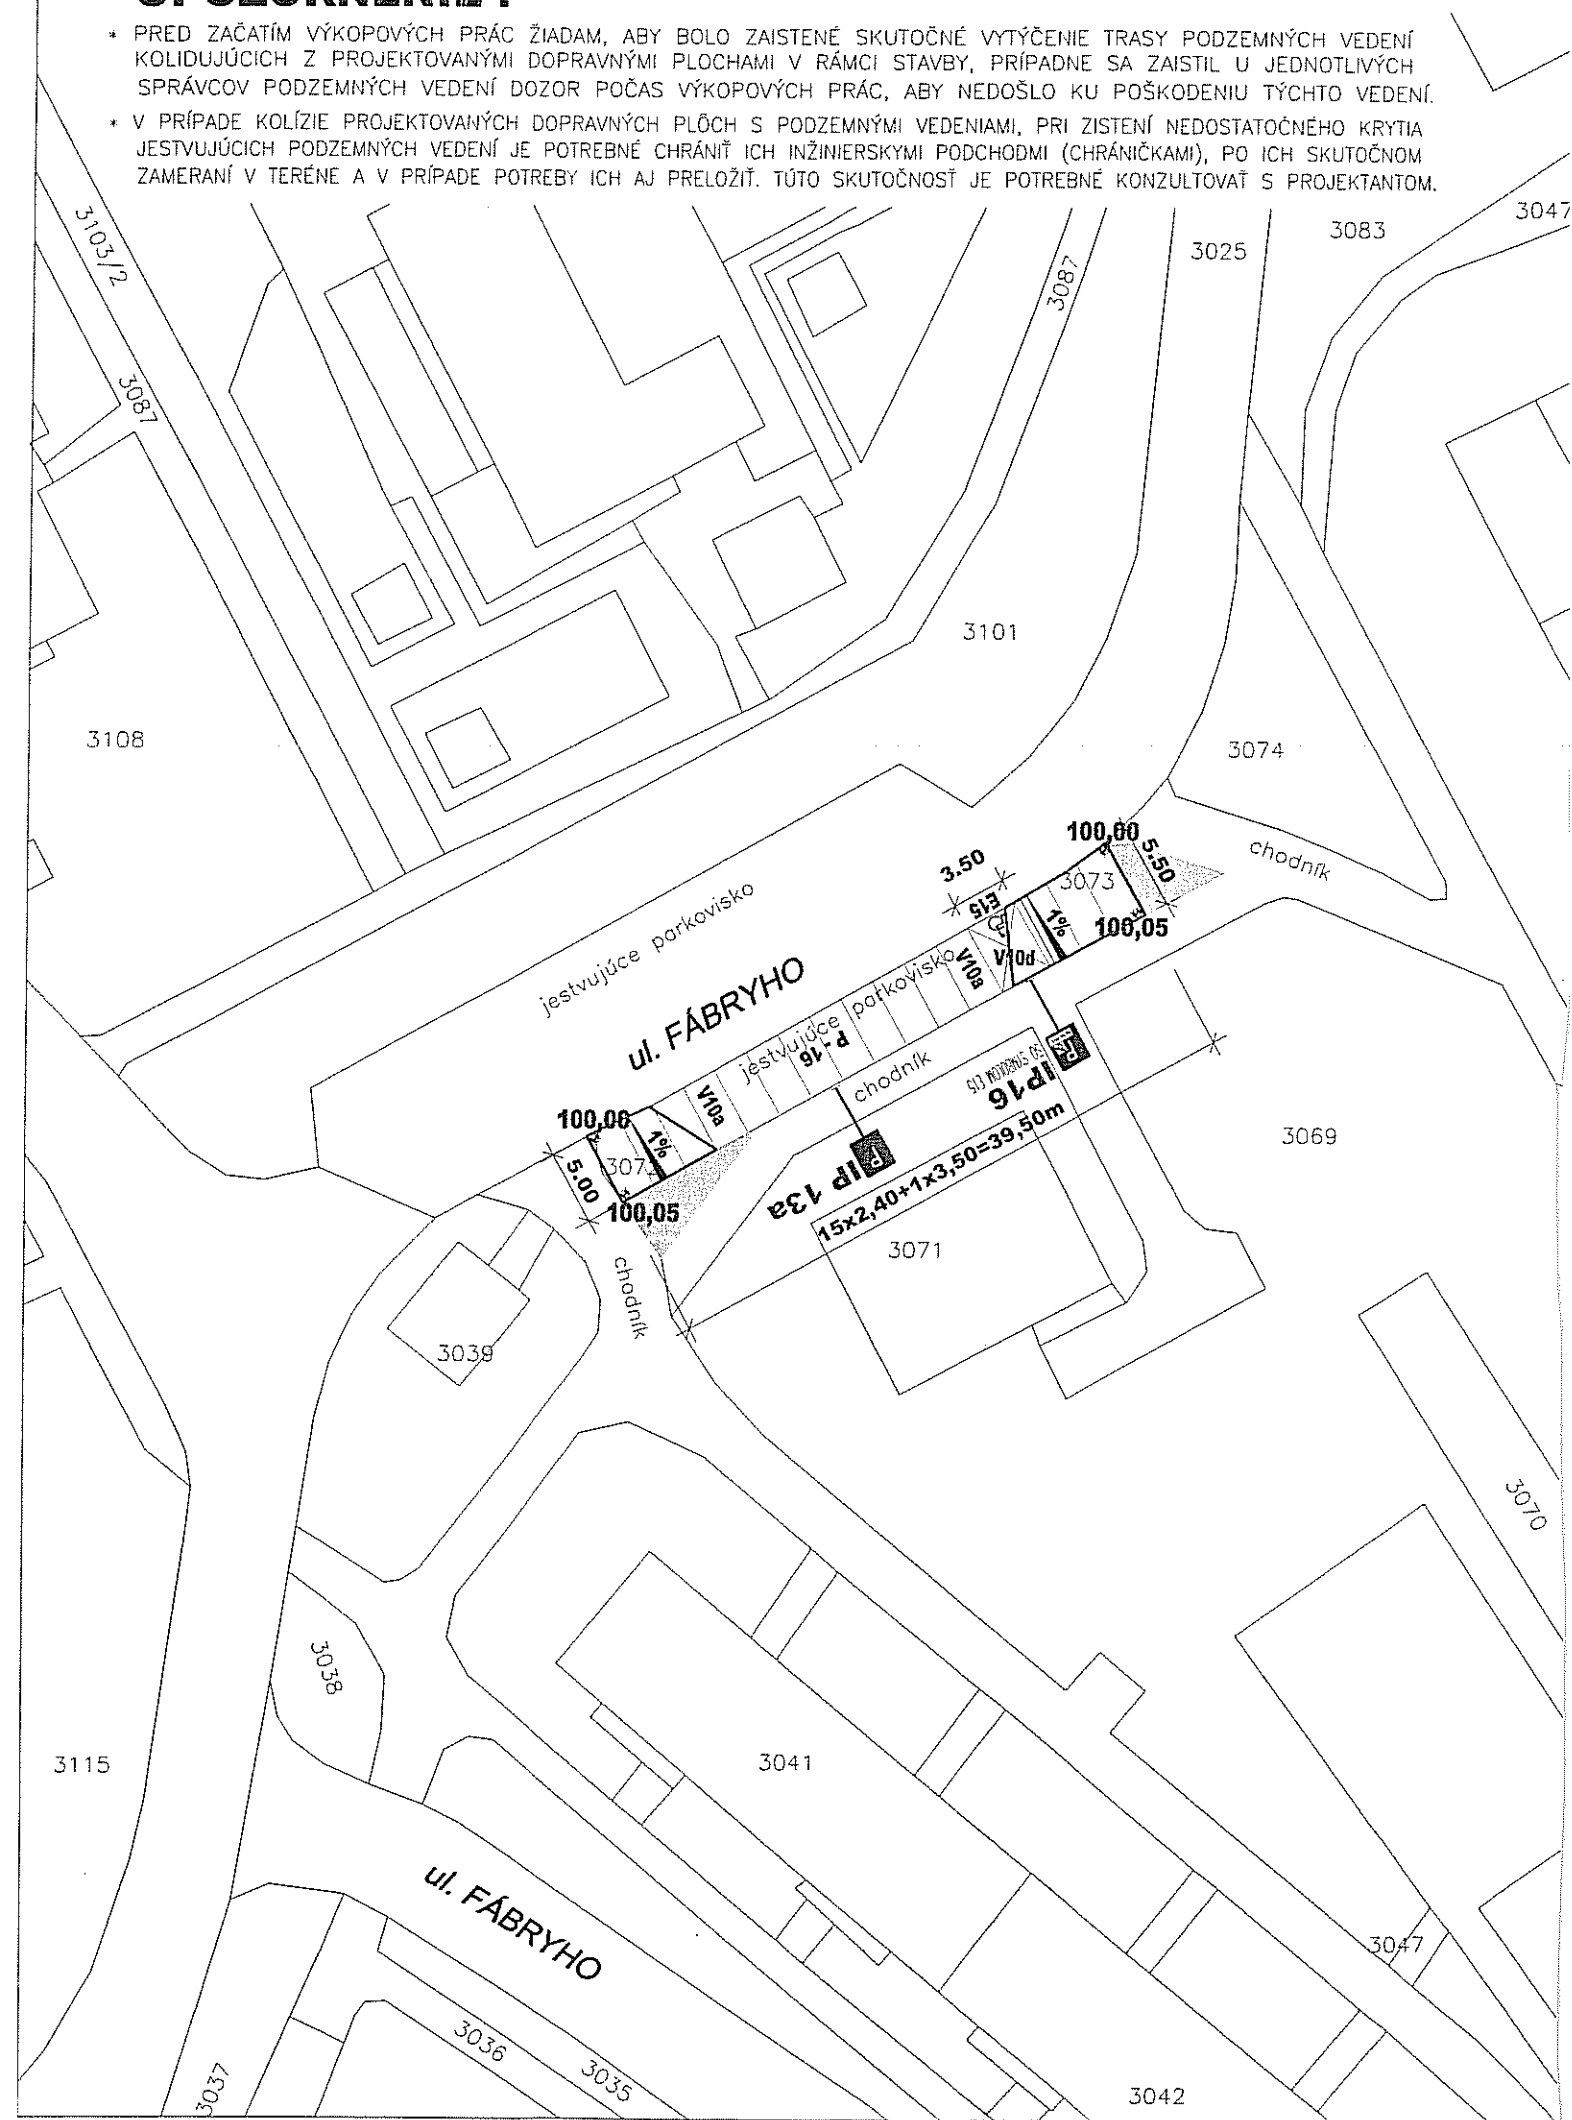 * PRED ZAČATÍM VÝKOPOVÝCH PRÁC ŽIADAM, ABY BOLO ZAISTENÉ SKUTOČNÉ VYTÝČENIE TRASY PODZEMNÝCH VEDENÍ
KOLIDUJÚCICH Z PROJEKTOVANÝMI DOPRAVNÝMI PLOCHAMI V RÁMCI STAVBY, PRÍPADNE SA ZAISTIL U JEDNOTLIVÝCH
SPRÁVCOV PODZEMNÝCH VEDENÍ DOZOR POČAS VÝKOPOVÝCH PRÁC, ABY NEDOŠLO KU POŠKODENIU TÝCHTO VEDENÍ.
* V PRÍPADE KOLÍZIE PROJEKTOVANÝCH DOPRAVNÝCH PLÔCH S PODZEMNÝMI VEDENIAMI, PRI ZISTENÍ NEDOSTATOČNÉHO KRYTIA
JESTVUJÚCICH PODZEMNÝCH VEDENÍ JE POTREBNÉ CHRÁNIŤ ICH INŽINIERSKYMI PODCHODMI (CHRÁNIČKAMI), PO ICH SKUTOČNOM
ZAMERANÍ V TERÉNE A V PRÍPADE POTREBY ICH AJ PRELOŽIŤ. TÚTO SKUTOČNOSŤ JE POTREBNÉ KONZULTOVAŤ S PROJEKTANTOM.
3103/2
3047
3083
3025
3087
3087
3101
3108
3074
100,00
5.50
chodník
3.50
E15
3073
1%
100,05
V10d
V10a
jestvujúce parkovisko
ul. FÁBRYHO
jestvujúce parkovisko
P-16
chodník
SO SYMBOLOM E15
IP16
V10a
100,00
1%
5.00
100,05
IP 13a
15x2,40+1x3,50=39,50m
3069
3071
chodník
3039
3070
3038
3115
3041
ul. FÁBRYHO
3047
3036
3035
3037
3042